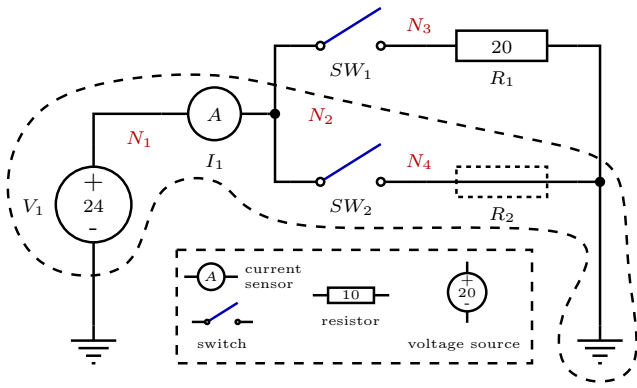 N3
20
SW1
R1
A
N2
N1
I1
N4
V1
+
24
-
SW2
R2
A
current
sensor
10
+
20
-
resistor
switch
voltage source